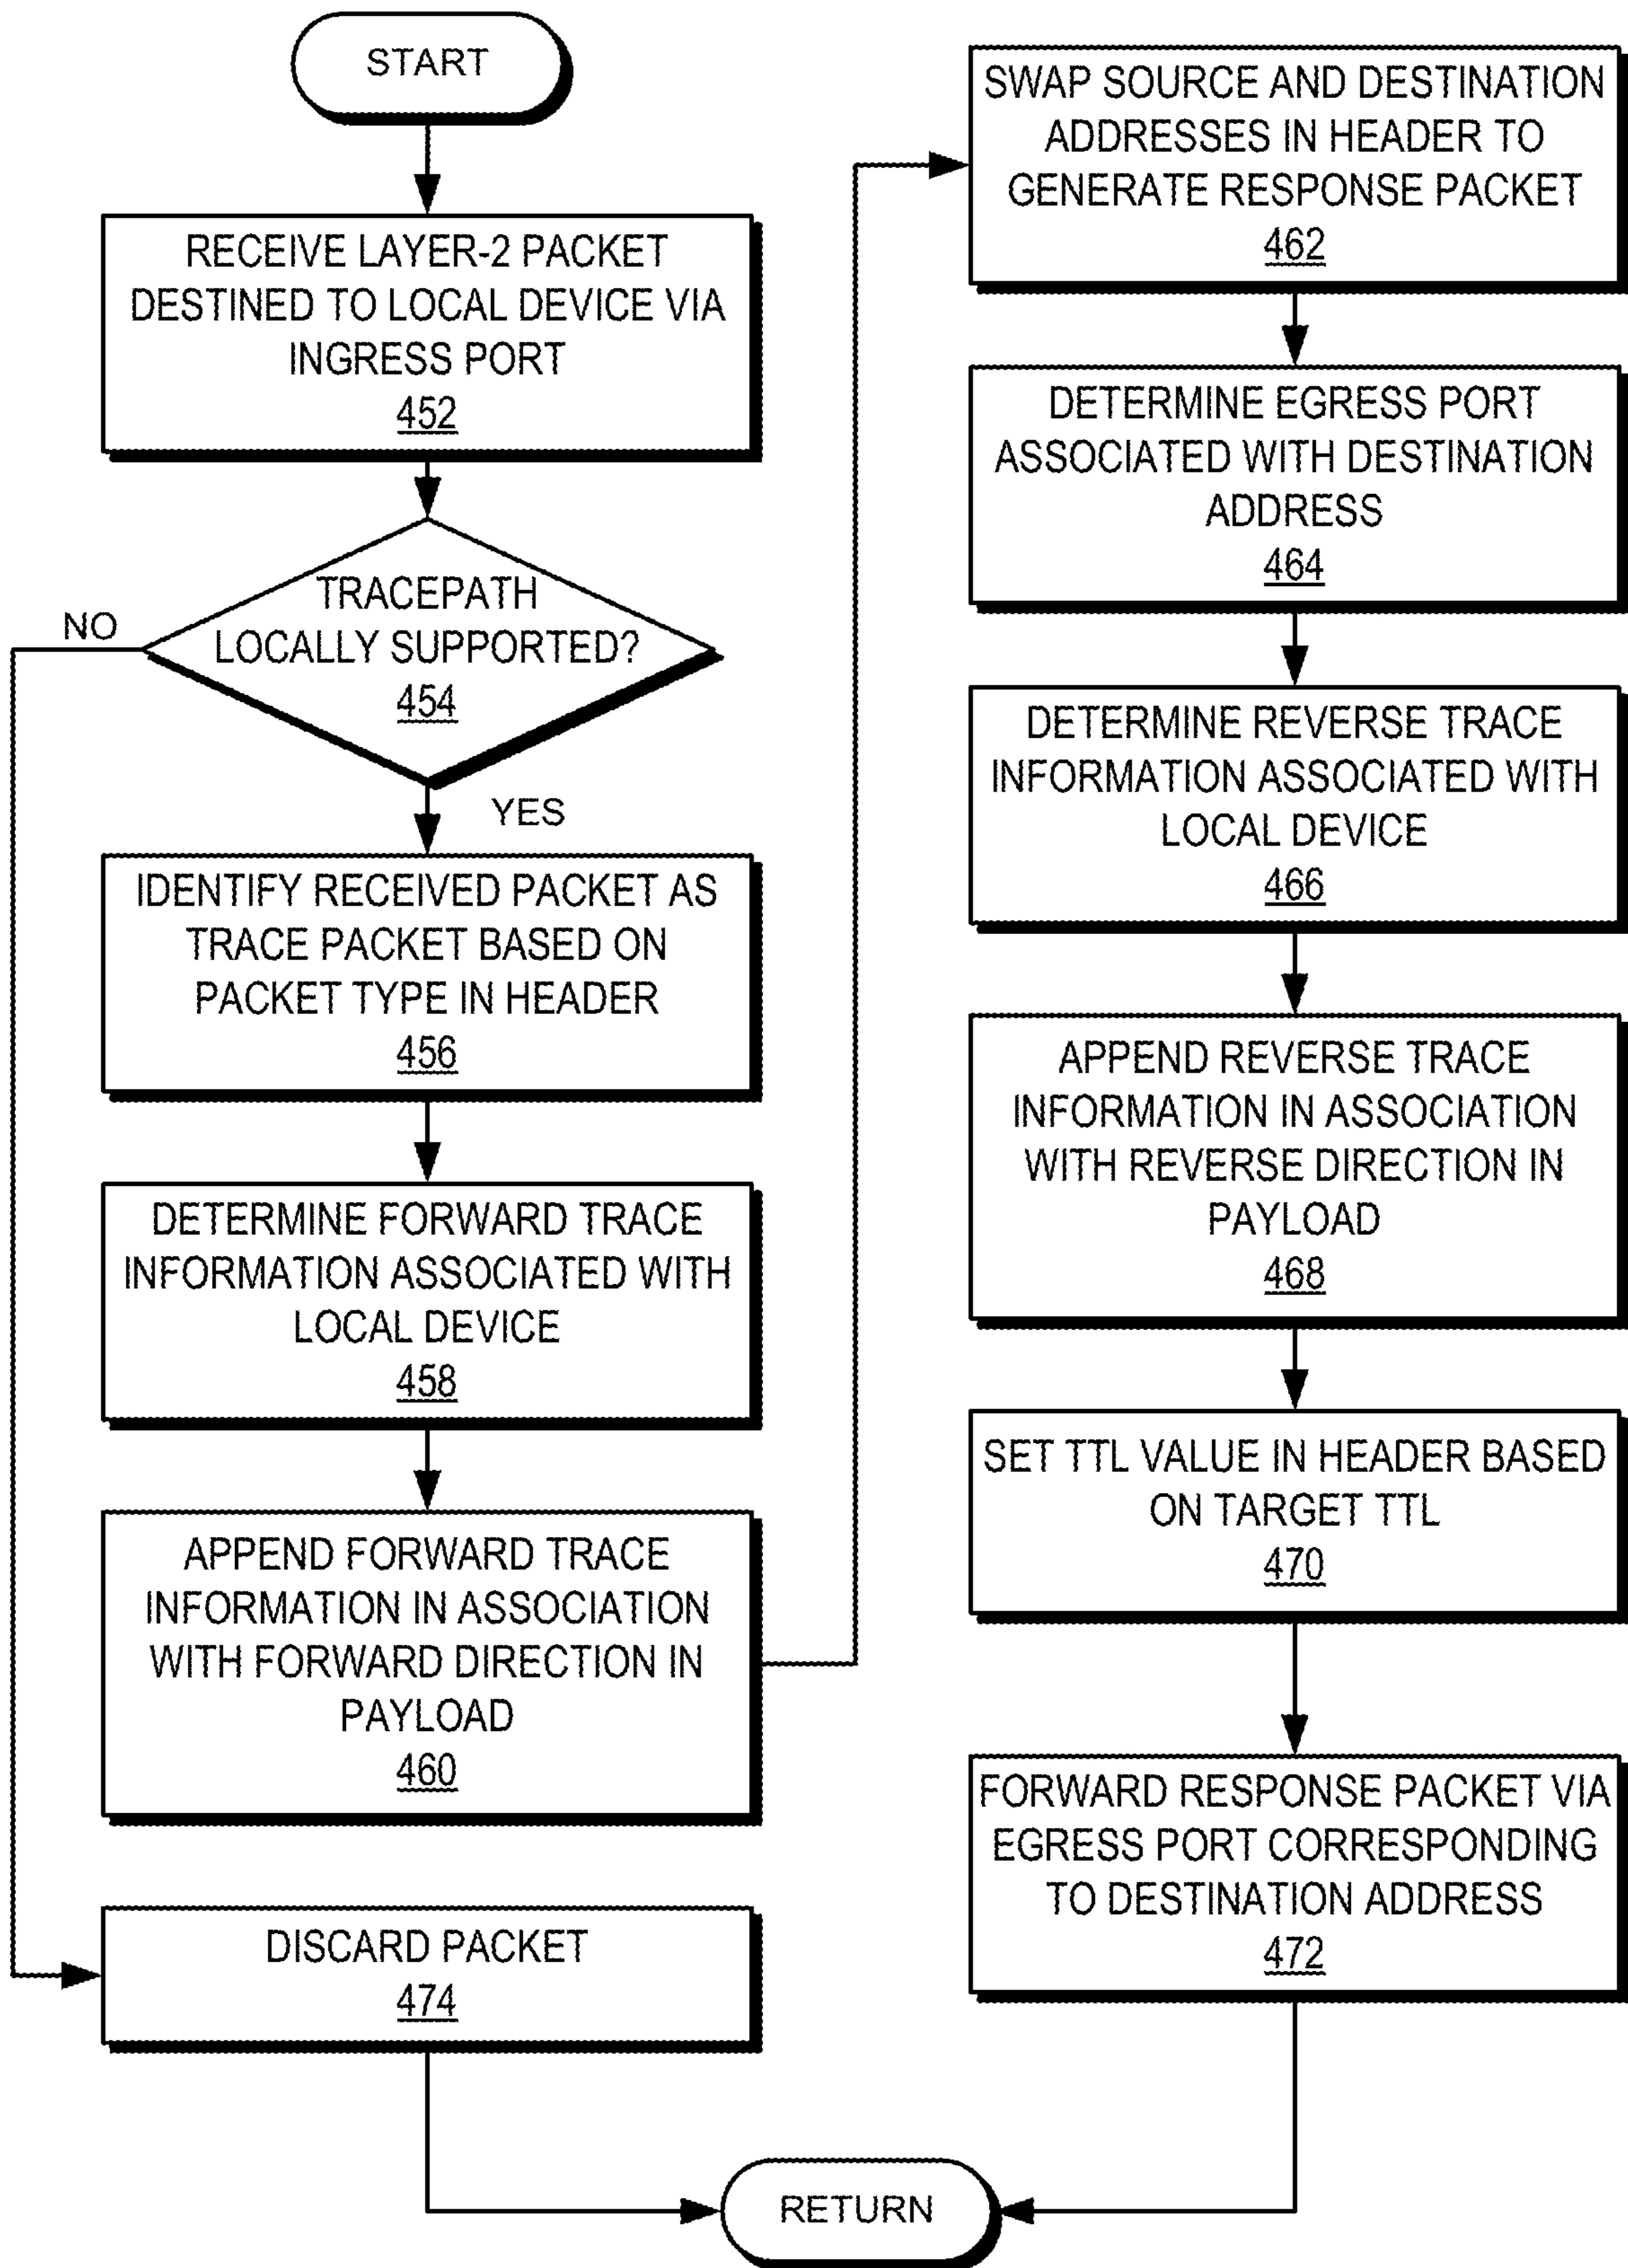 START
RECEIVE LAYER-2 PACKET
DESTINED TO LOCAL DEVICE VIA
INGRESS PORT
452
TRACEPATH
LOCALLY SUPPORTED?
454
NO
YES
IDENTIFY RECEIVED PACKET AS
TRACE PACKET BASED ON
PACKET TYPE IN HEADER
456
DETERMINE FORWARD TRACE
INFORMATION ASSOCIATED WITH
LOCAL DEVICE
458
APPEND FORWARD TRACE
INFORMATION IN ASSOCIATION
WITH FORWARD DIRECTION IN
PAYLOAD
460
DISCARD PACKET
474
SWAP SOURCE AND DESTINATION
ADDRESSES IN HEADER TO
GENERATE RESPONSE PACKET
462
DETERMINE EGRESS PORT
ASSOCIATED WITH DESTINATION
ADDRESS
464
DETERMINE REVERSE TRACE
INFORMATION ASSOCIATED WITH
LOCAL DEVICE
466
APPEND REVERSE TRACE
INFORMATION IN ASSOCIATION
WITH REVERSE DIRECTION IN
PAYLOAD
468
SET TTL VALUE IN HEADER BASED
ON TARGET TTL
470
FORWARD RESPONSE PACKET VIA
EGRESS PORT CORRESPONDING
TO DESTINATION ADDRESS
472
RETURN